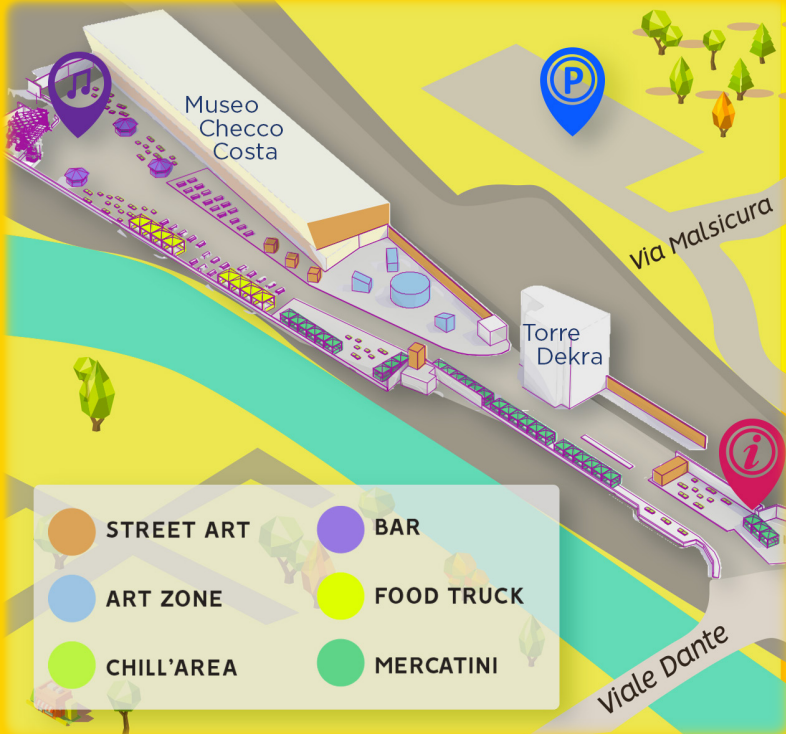 Museo
Checco
Costa
P
Via Malsicura
Torre
Dekra
i
STREET ART
BAR
ART ZONE
FOOD TRUCK
CHILL'AREA
MERCATINI
Viale Dante